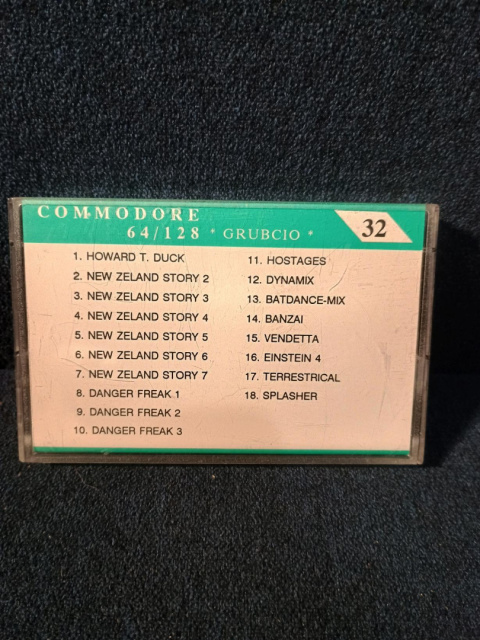 COMMODORE
64/128 * GRUBCIO *
32
1. HOWARD T. DUCK
2. NEW ZELAND STORY 2
3. NEW ZELAND STORY 3
4. NEW ZELAND STORY 4
5. NEW ZELAND STORY 5
6. NEW ZELAND STORY 6
7. NEW ZELAND STORY 7
8. DANGER FREAK 1
9. DANGER FREAK 2
10. DANGER FREAK 3
11. HOSTAGES
12. DYNAMIX
13. BATDANCE-MIX
14. BANZAI
15. VENDETTA
16. EINSTEIN 4
17. TERRESTRICAL
18. SPLASHER